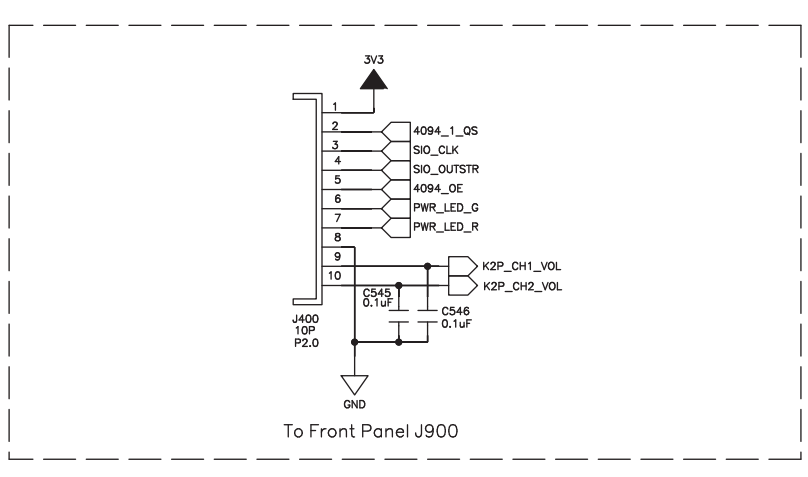 3V3
1
2
4094_1_QS
3
SIO_CLK
4
SIO_OUTSTR
5
4094_OE
6
PWR_LED_G
7
PWR_LED_R
8
9
K2P_CH1_VOL
10
K2P_CH2_VOL
C545
0.1uF
C546
0.1uF
J400
10P
P2.0
GND
To Front Panel J900